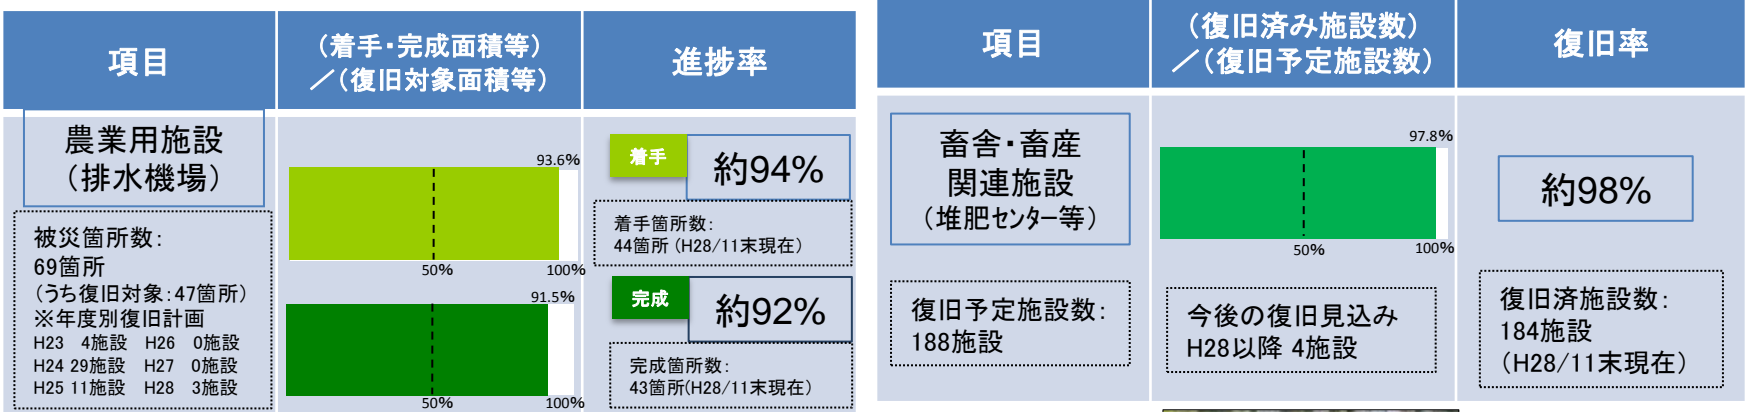 項目
（着手・完成面積等）
／（復旧対象面積等）
進捗率
農業用施設
（排水機場）
被災箇所数：
69箇所
（うち復旧対象：47箇所）
※年度別復旧計画
H23 4施設 H26 0施設
H24 29施設 H27 0施設
H25 11施設 H28 3施設
93.6%
50%
100%
91.5%
50%
100%
着手
約94%
着手箇所数：
44箇所（H28/11末現在）
完成
約92%
完成箇所数：
43箇所(H28/11末現在）
項目
（復旧済み施設数）
／（復旧予定施設数）
復旧率
畜舎・畜産
関連施設
（堆肥センター等）
復旧予定施設数：
188施設
97.8%
50%
100%
今後の復旧見込み
H28以降 4施設
約98%
復旧済施設数：
184施設
（H28/11末現在）